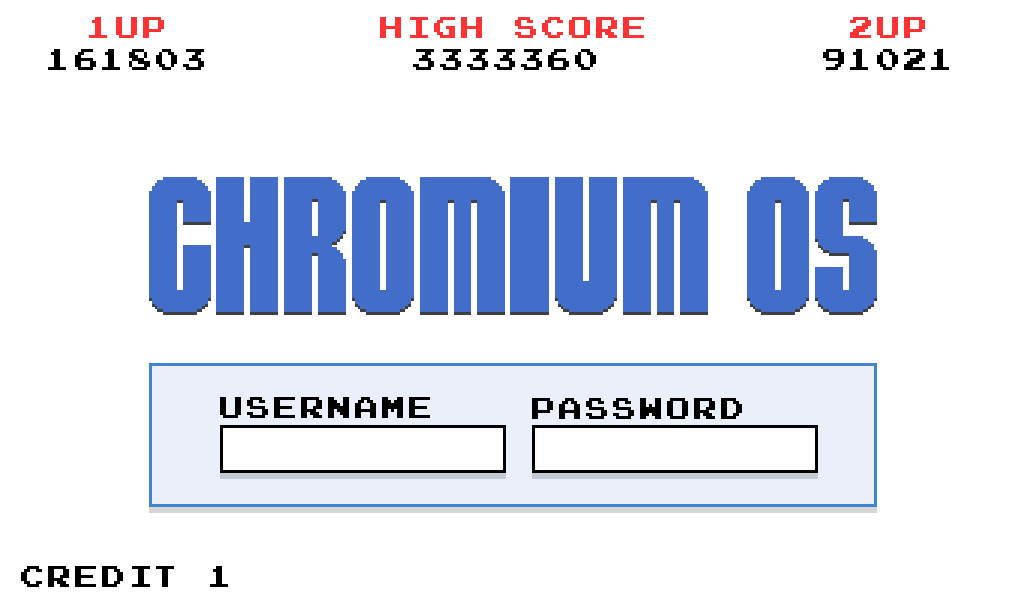 1UP HIGH SCORE 2UP
161803 3333360 91021
CHROMIUM OS
USERNAME PASSWORD
CREDIT 1